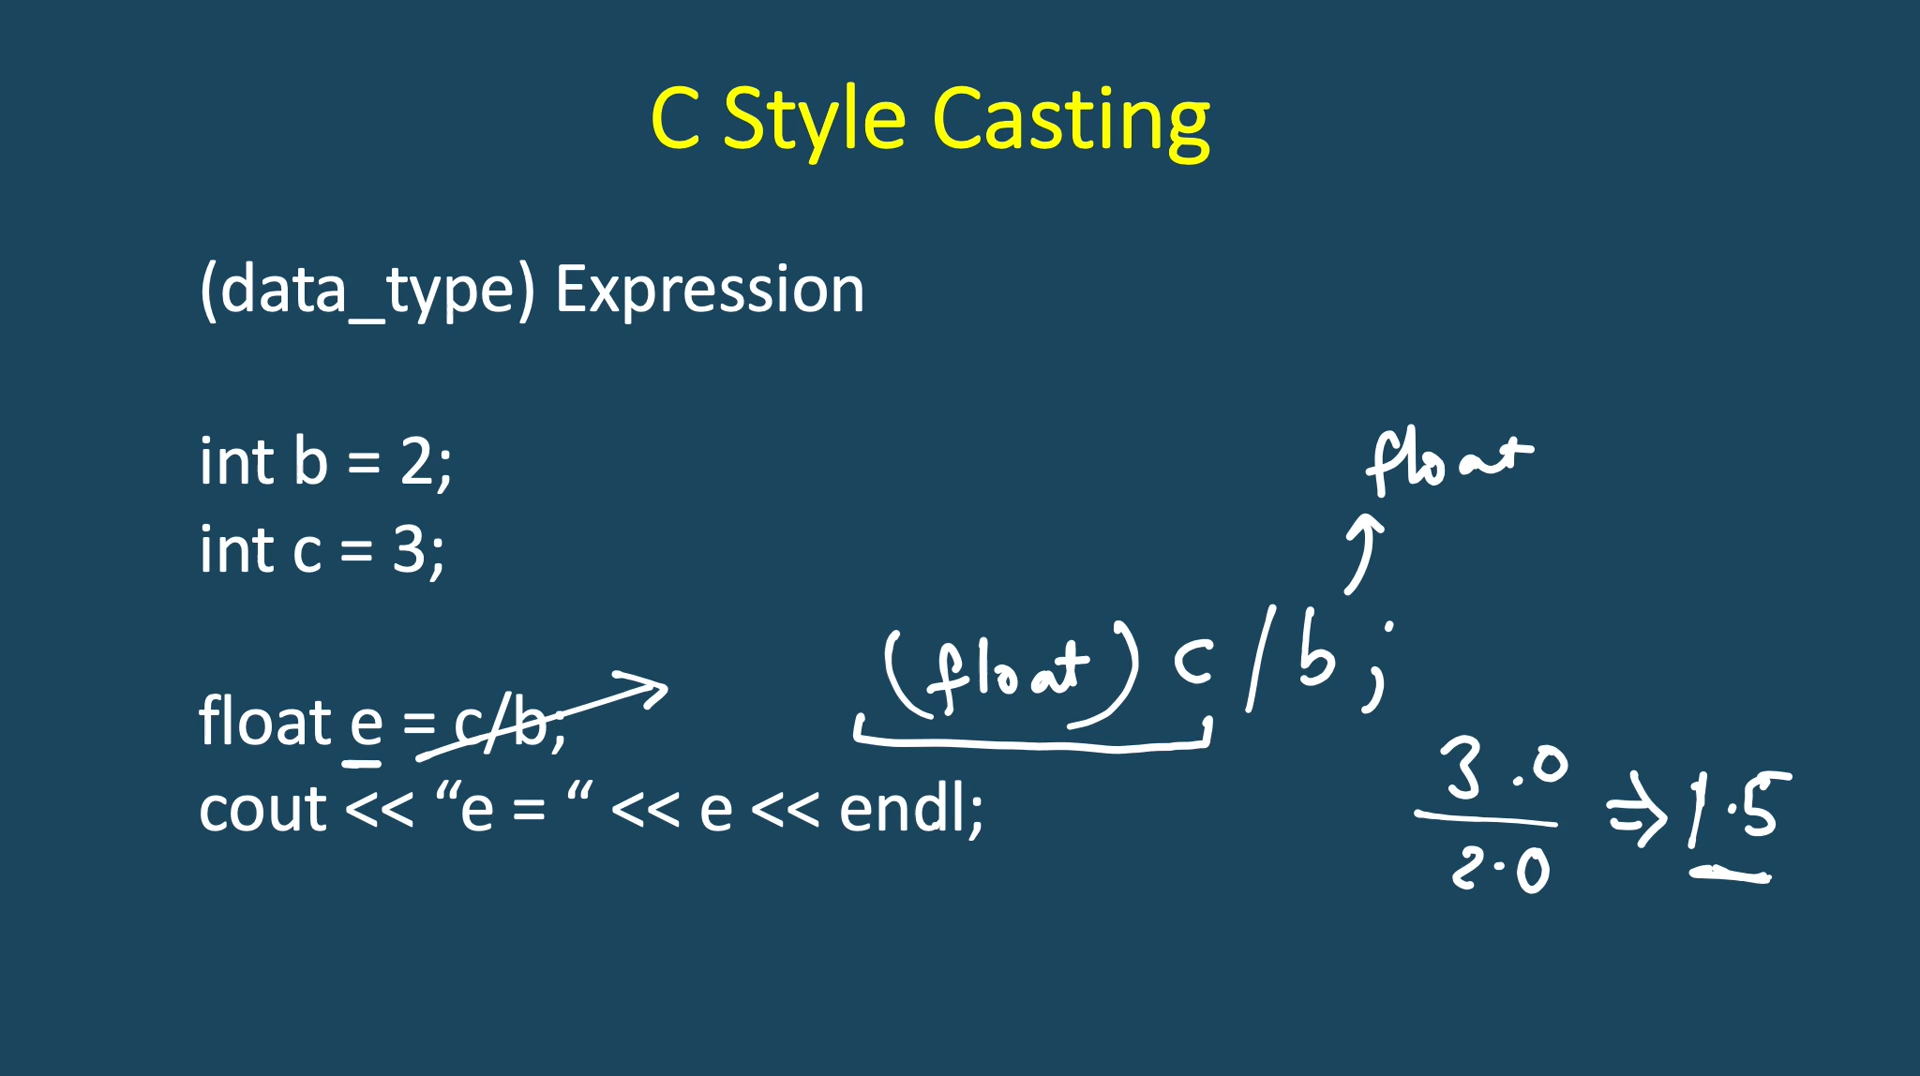 C Style Casting
(data_type) Expression
int b = 2;
int c = 3;
float
(float) c / b ;
float e = c/b;
cout << “e = “ << e << endl;
3.0
2.0
⇒ 1.5